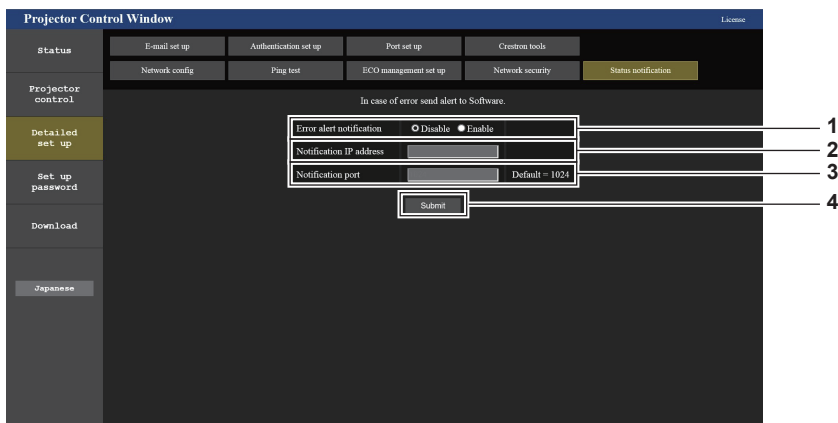 Projector Control Window License
Status
E-mail set up Authentication set up Port set up Crestron tools
Network config Ping test ECO management set up Network security Status notification
Projector
control
In case of error send alert to Software.
Detailed
set up
Error alert notification Disable Enable 1
Notification IP address 2
Notification port Default = 1024 3
Set up
password
Submit 4
Download
Japanese